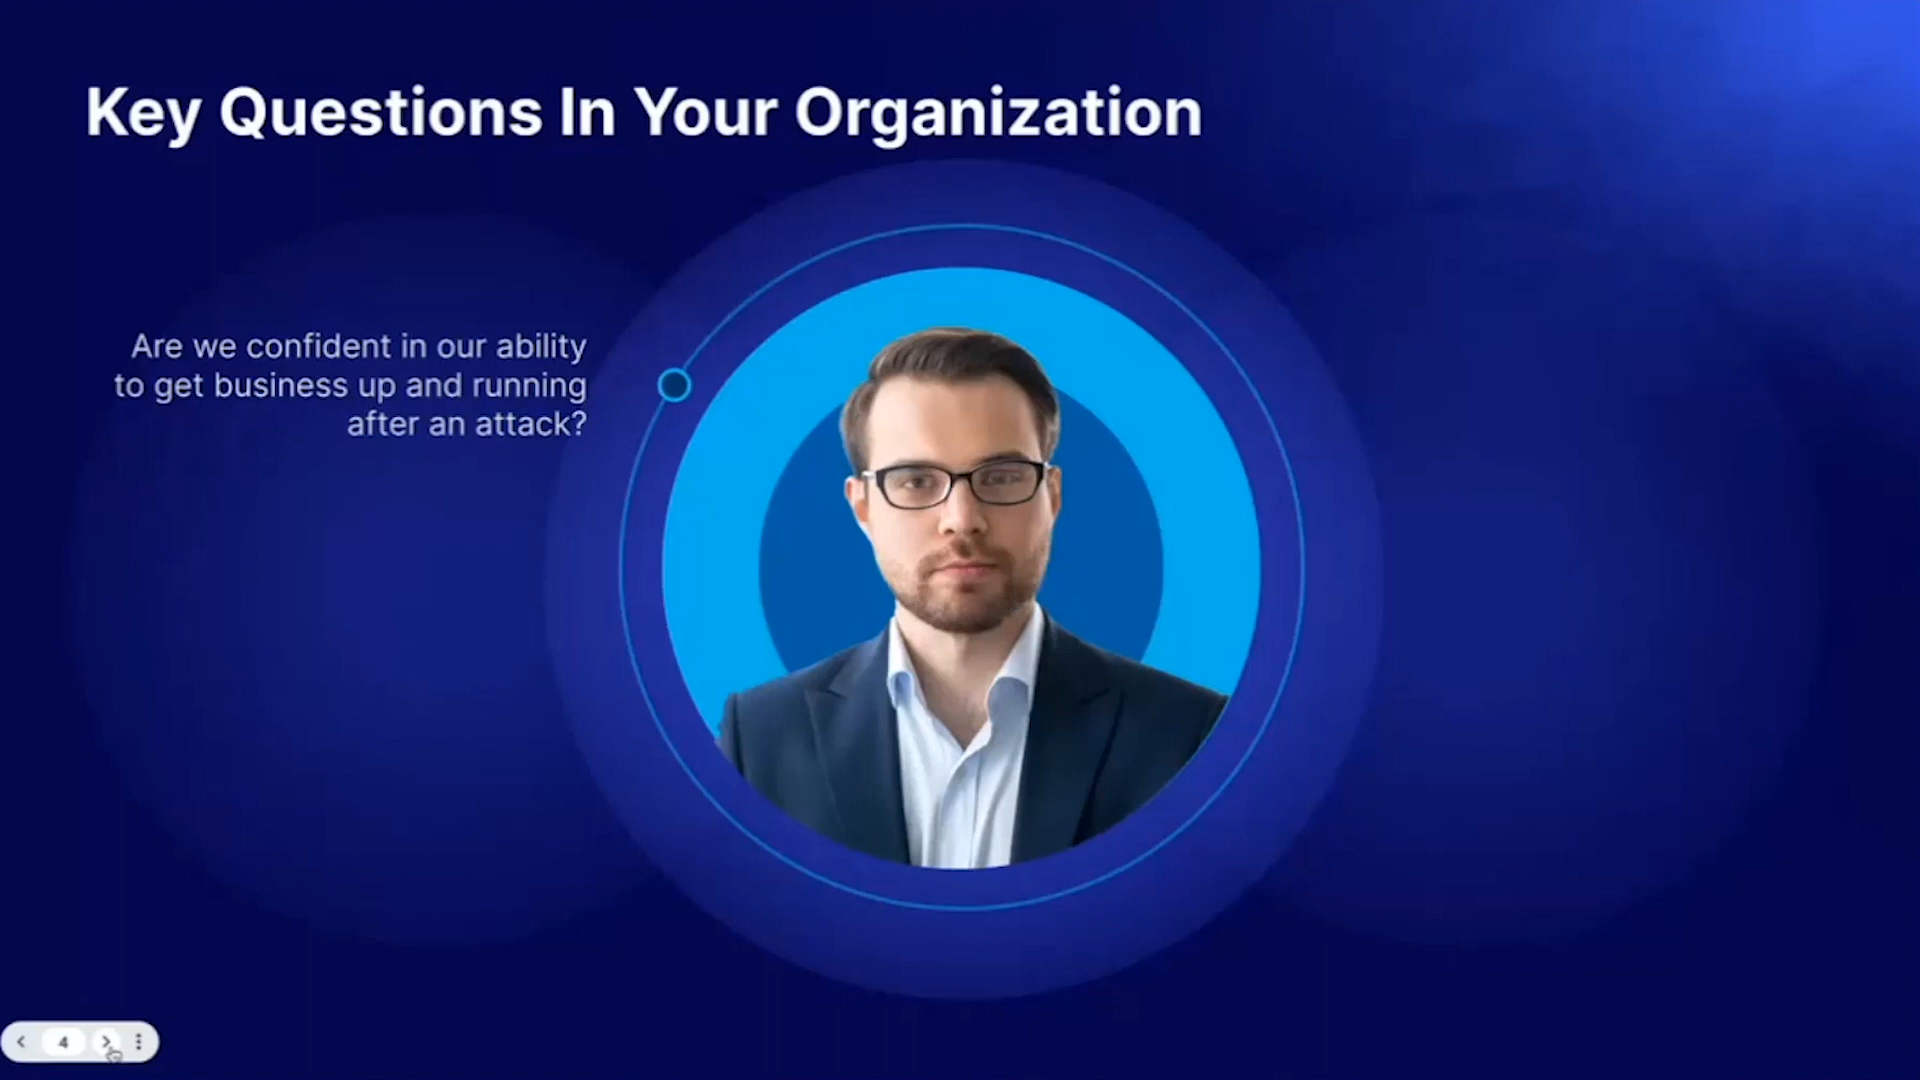 Key Questions In Your Organization
Are we confident in our ability
to get business up and running
after an attack?
4